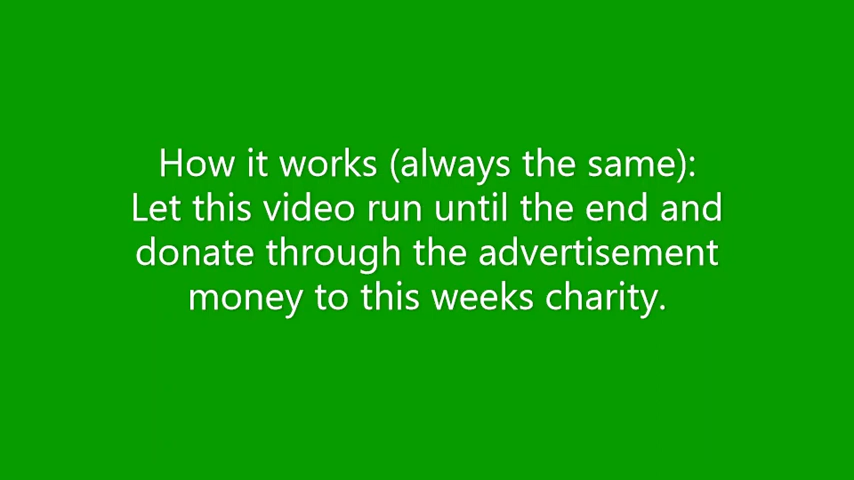 How it works (always the same):
Let this video run until the end and
donate through the advertisement
money to this weeks charity.